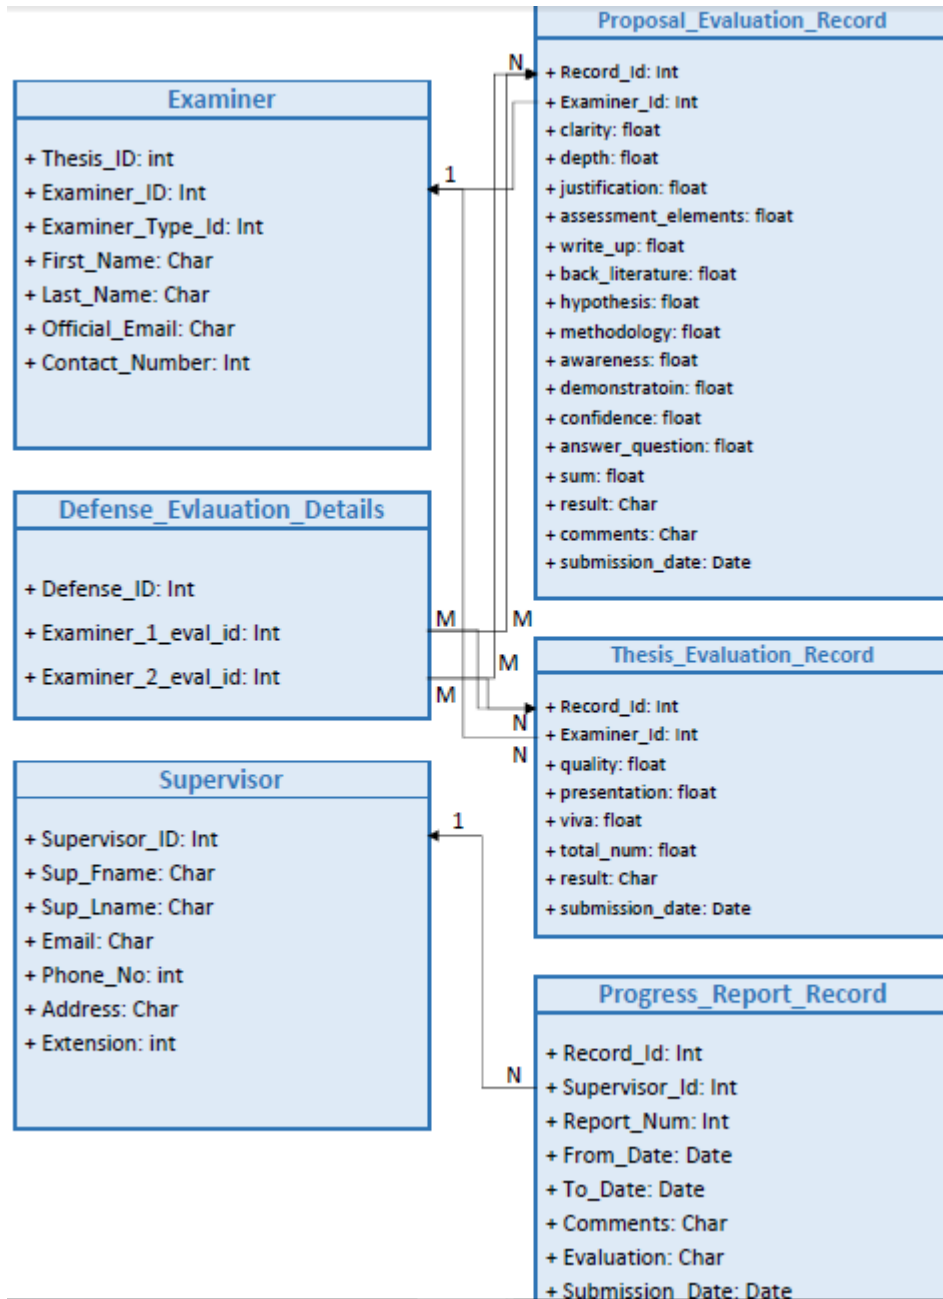 Examiner
+ Thesis_ID: int
+ Examiner_ID: Int
+ Examiner_Type_Id: Int
+ First_Name: Char
+ Last_Name: Char
+ Official_Email: Char
+ Contact_Number: Int
Defense_Evlauation_Details
+ Defense_ID: Int
+ Examiner_1_eval_id: Int
+ Examiner_2_eval_id: Int
Supervisor
+ Supervisor_ID: Int
+ Sup_Fname: Char
+ Sup_Lname: Char
+ Email: Char
+ Phone_No: int
+ Address: Char
+ Extension: int
N
1
M
M
M
M
N
N
1
N
Proposal_Evaluation_Record
+ Record_Id: Int
+ Examiner_Id: Int
+ clarity: float
+ depth: float
+ justification: float
+ assessment_elements: float
+ write_up: float
+ back_literature: float
+ hypothesis: float
+ methodology: float
+ awareness: float
+ demonstratoin: float
+ confidence: float
+ answer_question: float
+ sum: float
+ result: Char
+ comments: Char
+ submission_date: Date
Thesis_Evaluation_Record
+ Record_Id: Int
+ Examiner_Id: Int
+ quality: float
+ presentation: float
+ viva: float
+ total_num: float
+ result: Char
+ submission_date: Date
Progress_Report_Record
+ Record_Id: Int
+ Supervisor_Id: Int
+ Report_Num: Int
+ From_Date: Date
+ To_Date: Date
+ Comments: Char
+ Evaluation: Char
+ Submission_Date: Date